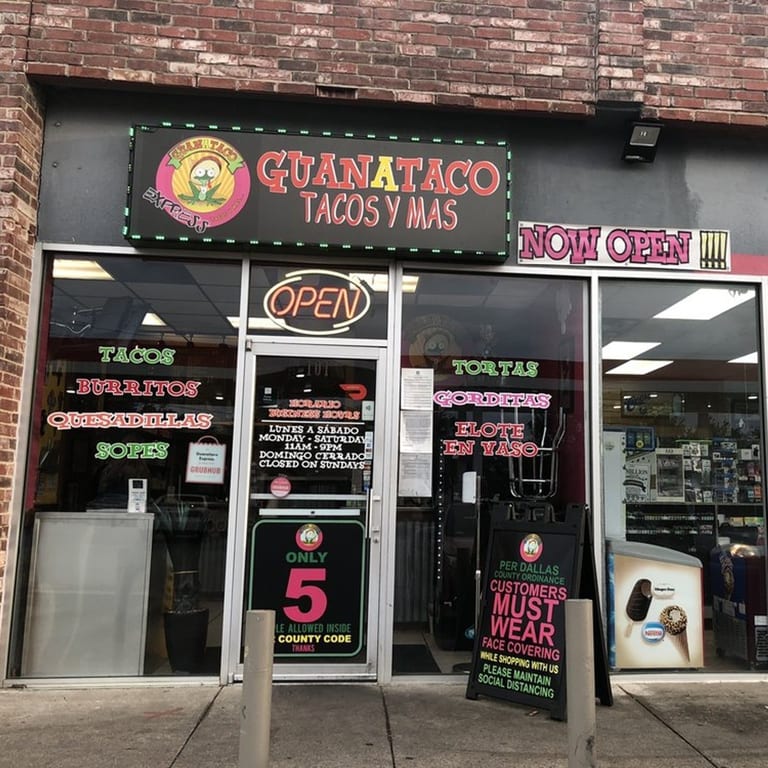 GUANATACO
EXPRESS
GUANATACO
TACOS Y MAS
NOW OPEN !!!!
OPEN
101
TACOS
BURRITOS
QUESADILLAS
SOPES
GRUBHUB
HORARIO
BUSINESS HOURS
LUNES A SÁBADO
MONDAY - SATURDAY
11AM - 9PM
DOMINGO CERRADO
CLOSED ON SUNDAYS
TORTAS
GORDITAS
ELOTE
EN VASO
ONLY
5
LE ALLOWED INSIDE
COUNTY CODE
THANKS
PER DALLAS
COUNTY ORDINANCE
CUSTOMERS
MUST
WEAR
FACE COVERING
WHILE SHOPPING WITH US
PLEASE MAINTAIN
SOCIAL DISTANCING
Nestlé